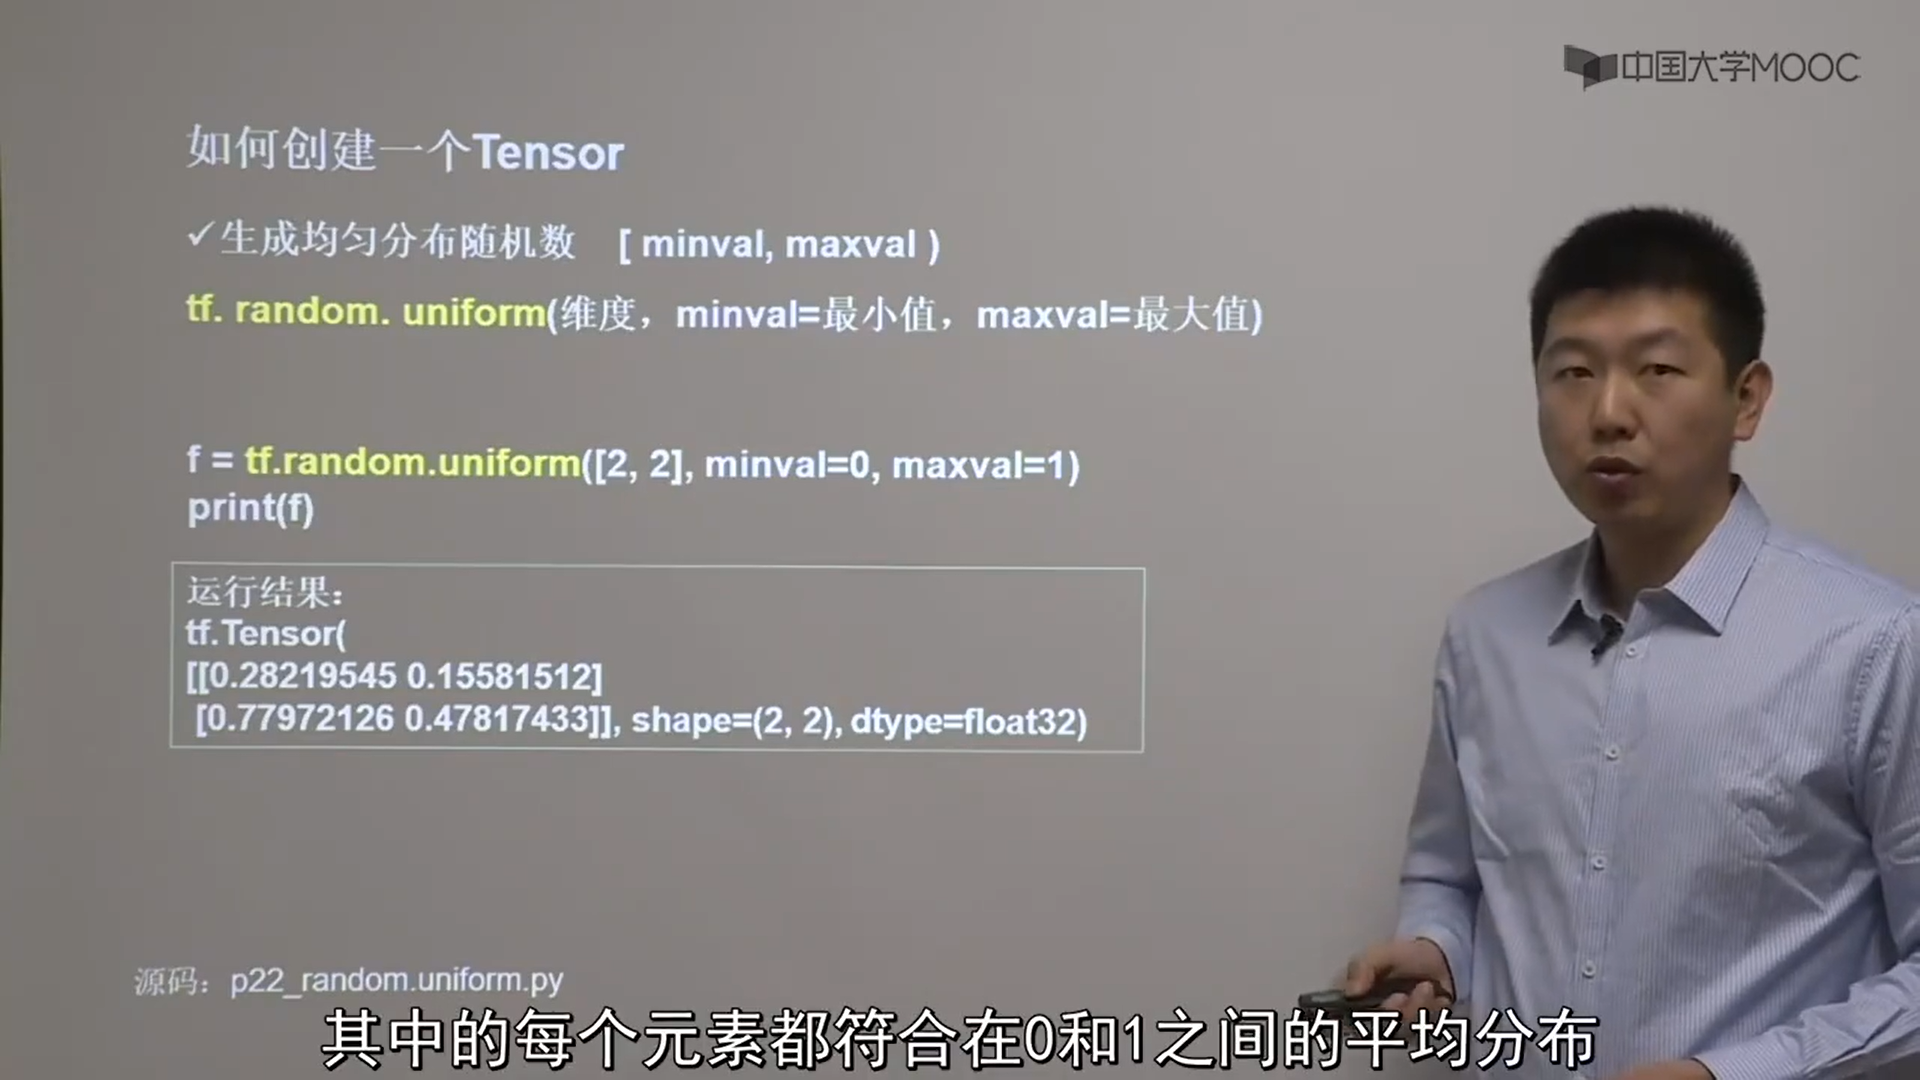 中国大学MOOC
如何创建一个Tensor
✓生成均匀分布随机数 [ minval, maxval )
tf. random. uniform(维度，minval=最小值，maxval=最大值)
f = tf.random.uniform([2, 2], minval=0, maxval=1)
print(f)
运行结果：
tf.Tensor(
[[0.28219545 0.15581512]
[0.77972126 0.47817433]], shape=(2, 2), dtype=float32)
源码：p22_random.uniform.py
其中的每个元素都符合在0和1之间的平均分布